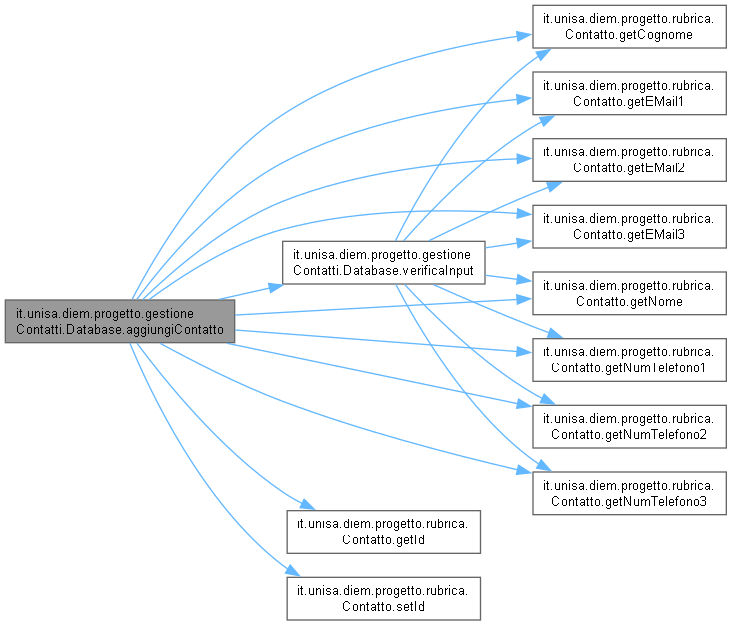 it.unisa.diem.progetto.rubrica.
Contatto.getCognome
it.unisa.diem.progetto.rubrica.
Contatto.getEMail1
it.unisa.diem.progetto.rubrica.
Contatto.getEMail2
it.unisa.diem.progetto.rubrica.
Contatto.getEMail3
it.unisa.diem.progetto.gestione
Contatti.Database.verificaInput
it.unisa.diem.progetto.rubrica.
Contatto.getNome
it.unisa.diem.progetto.gestione
Contatti.Database.aggiungiContatto
it.unisa.diem.progetto.rubrica.
Contatto.getNumTelefono1
it.unisa.diem.progetto.rubrica.
Contatto.getNumTelefono2
it.unisa.diem.progetto.rubrica.
Contatto.getNumTelefono3
it.unisa.diem.progetto.rubrica.
Contatto.getId
it.unisa.diem.progetto.rubrica.
Contatto.setId